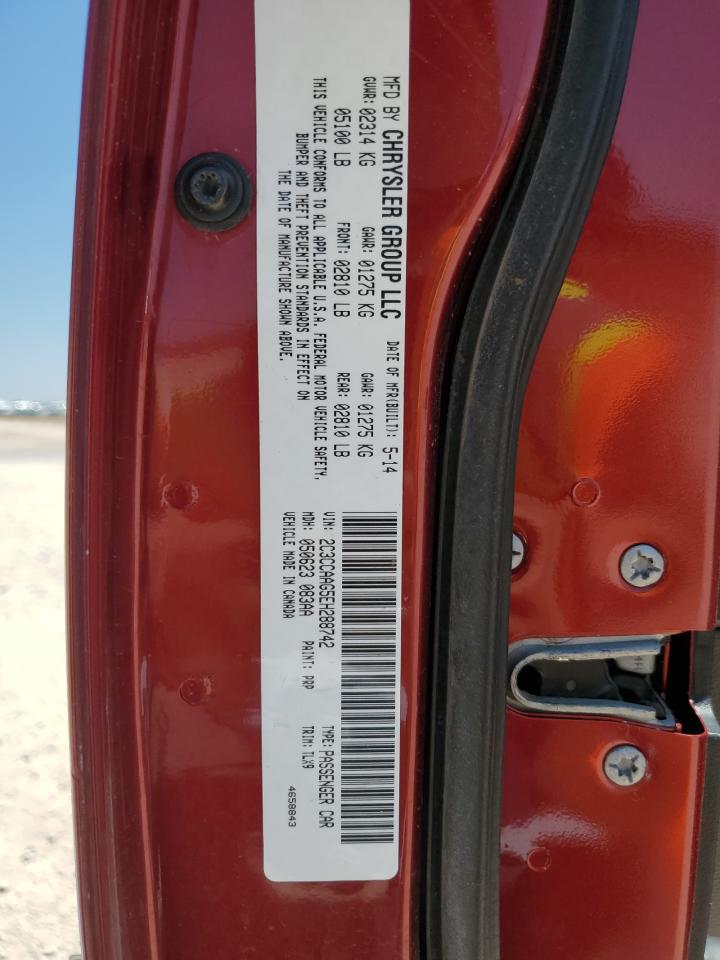 MFD BY CHRYSLER GROUP LLC DATE OF MFR(BUILT): 5-14
GVWR: 02314 KG GAWR: 01275 KG GAWR: 01275 KG
05100 LB FRONT: 02810 LB REAR: 02810 LB
THIS VEHICLE CONFORMS TO ALL APPLICABLE U.S.A. FEDERAL MOTOR VEHICLE SAFETY,
BUMPER AND THEFT PREVENTION STANDARDS IN EFFECT ON
THE DATE OF MANUFACTURE SHOWN ABOVE.
VIN: 2C3CCAAG5EH288742 TYPE: PASSENGER CAR
MDH: 050623 083AA PAINT: PRP TRIM: TLX9
VEHICLE MADE IN CANADA 4658843